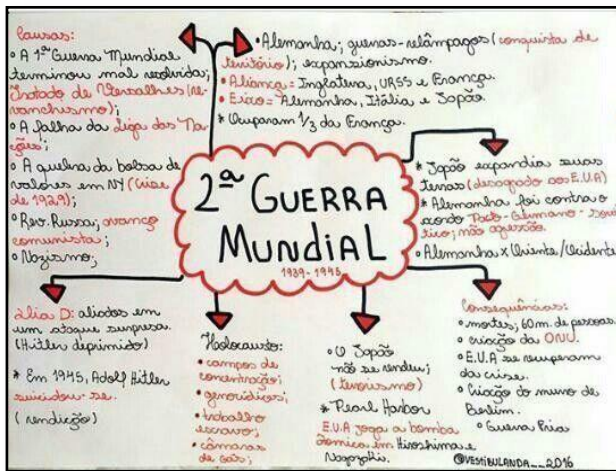 Causas:
• A 1ª Guerra Mundial
terminou mal resolvida;
Tratado de Versalhes (re-
vanchismo);
• A falha da Liga das Na-
ções;
• A quebra da bolsa de
valores em NY (Crise
de 1929);
• Rev. Russa; avanço
comunista;
• Nazismo;
• Alemanha; guerras-relâmpagos (conquista de
território); expansionismo.
• Aliança = Inglaterra, URSS e França.
• Eixo = Alemanha, Itália e Japão.
* Ocuparam 1/3 da França.
2ª GUERRA
MUNDIAL
1939-1945
* Japão expandia suas
terras (desagrado aos E.U.A)
* Alemanha foi contra o
acordo Pacto-Germano-Sovié
tico; não agressão.
• Alemanha x Oriente/Ocidente
Dia D: aliados em
um ataque surpresa.
(Hitler deprimido)
* Em 1945, Adolf Hitler
suicidou-se.
(rendição)
Holocausto:
• campos de
concentração;
• genocídios;
• trabalho
escravo;
• câmaras
de gás;
• O Japão
não se rendeu;
(terrorismo)
* Pearl Harbor
E.U.A joga a bomba
atômica em Hiroshima e
Nagazaki.
Consequências:
• mortes; 60m. de pessoas.
• criação da ONU.
• E.U.A se recuperam
da crise.
• Criação do muro de
Berlim.
• Guerra Fria
@VESTIBULANDA__2016